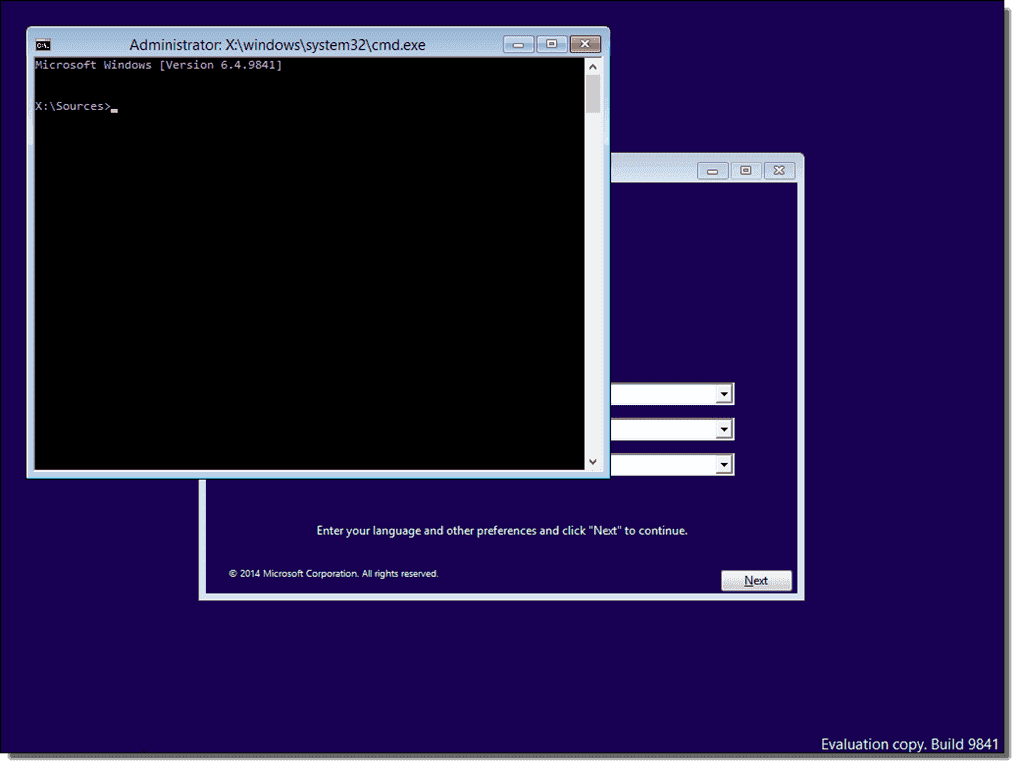 Administrator: X:\windows\system32\cmd.exe
Microsoft Windows [Version 6.4.9841]
X:\Sources>
Enter your language and other preferences and click "Next" to continue.
© 2014 Microsoft Corporation. All rights reserved.
Next
Evaluation copy. Build 9841